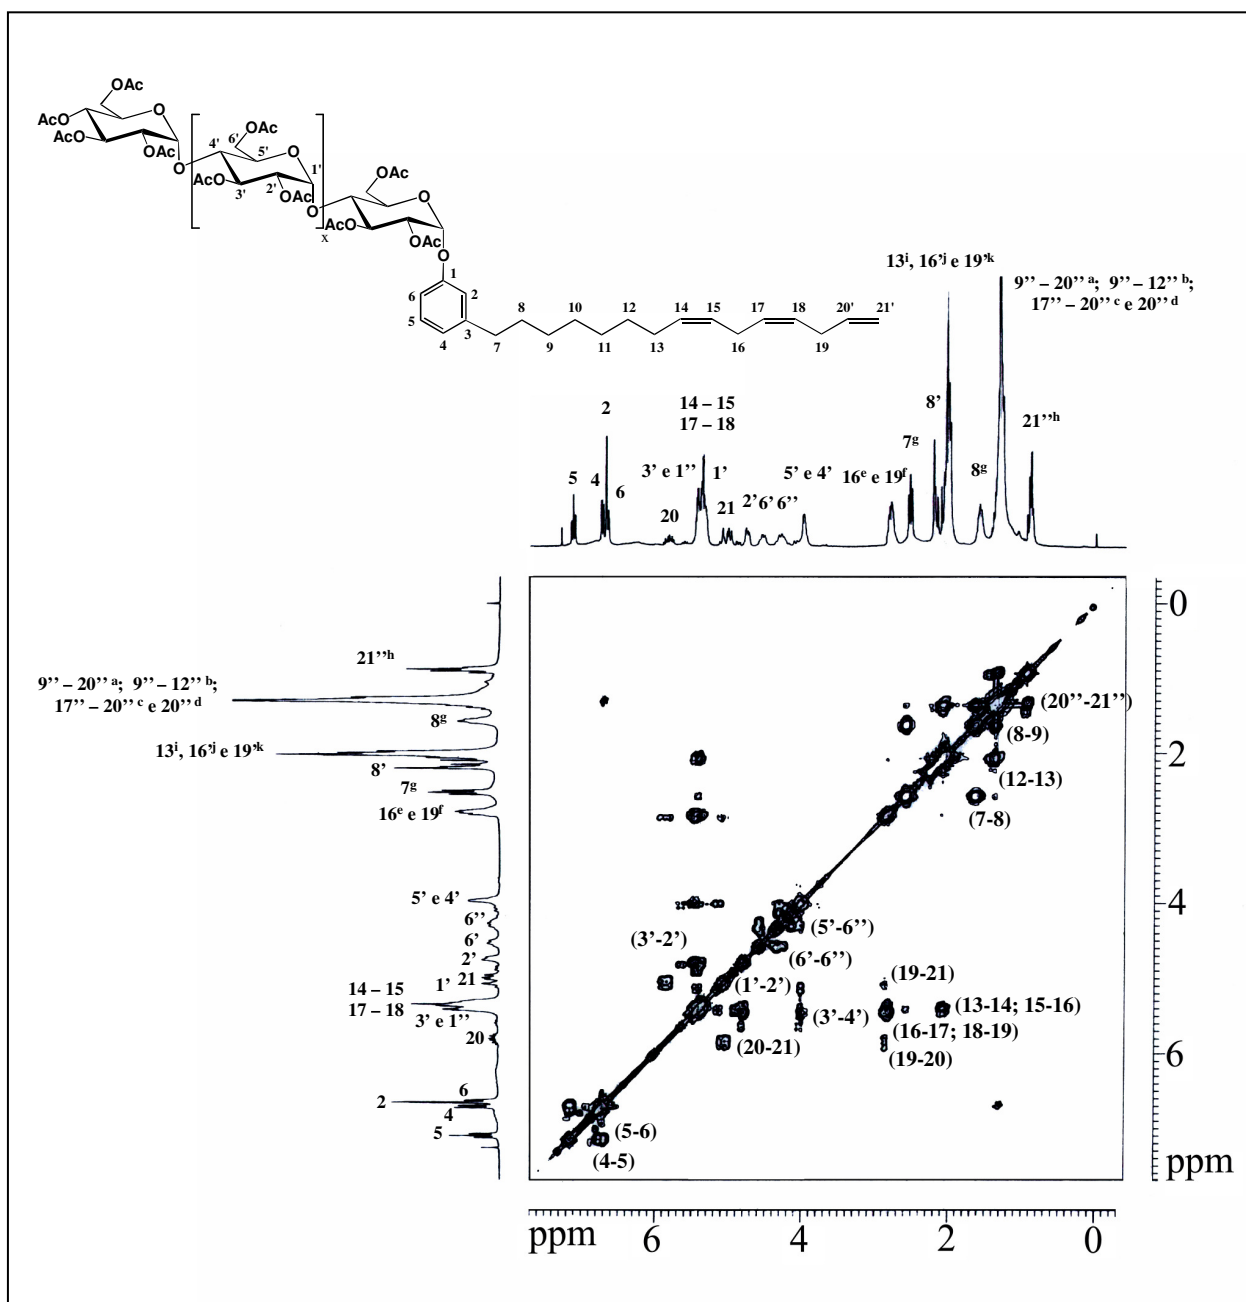 OAc
AcO
O
AcO
OAc
O
6'
OAc
4'
5'
O
1'
AcO
3'
2'
OAc
O
x
OAc
O
AcO
OAc
O
1
6
2
5
3
4
7
8
9
10
11
12
13
14
15
16
17
18
19
20'
21'
13i, 16'j e 19'k
9'' – 20'' a; 9'' – 12'' b;
17'' – 20'' c e 20'' d
2
14 – 15
17 – 18
8'
21''h
5
4
6
3' e 1''
1'
5' e 4'
16e e 19f
7g
8g
20
21
2'
6'
6''
21''h
9'' – 20'' a; 9'' – 12'' b;
17'' – 20'' c e 20'' d
8g
13i, 16'j e 19'k
8'
7g
16e e 19f
5' e 4'
6''
6'
2'
21
1'
14 – 15
17 – 18
3' e 1''
20
6
2
4
5
(20''-21'')
(8-9)
(12-13)
(7-8)
(5'-6'')
(3'-2')
(6'-6'')
(19-21)
(1'-2')
(13-14; 15-16)
(3'-4')
(16-17; 18-19)
(20-21)
(19-20)
(5-6)
(4-5)
0
2
4
6
ppm
ppm 6 4 2 0